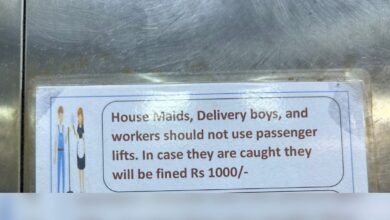 House Maids, Delivery boys, and
workers should not use passenger
lifts. In case they are caught they
will be fined Rs 1000/-